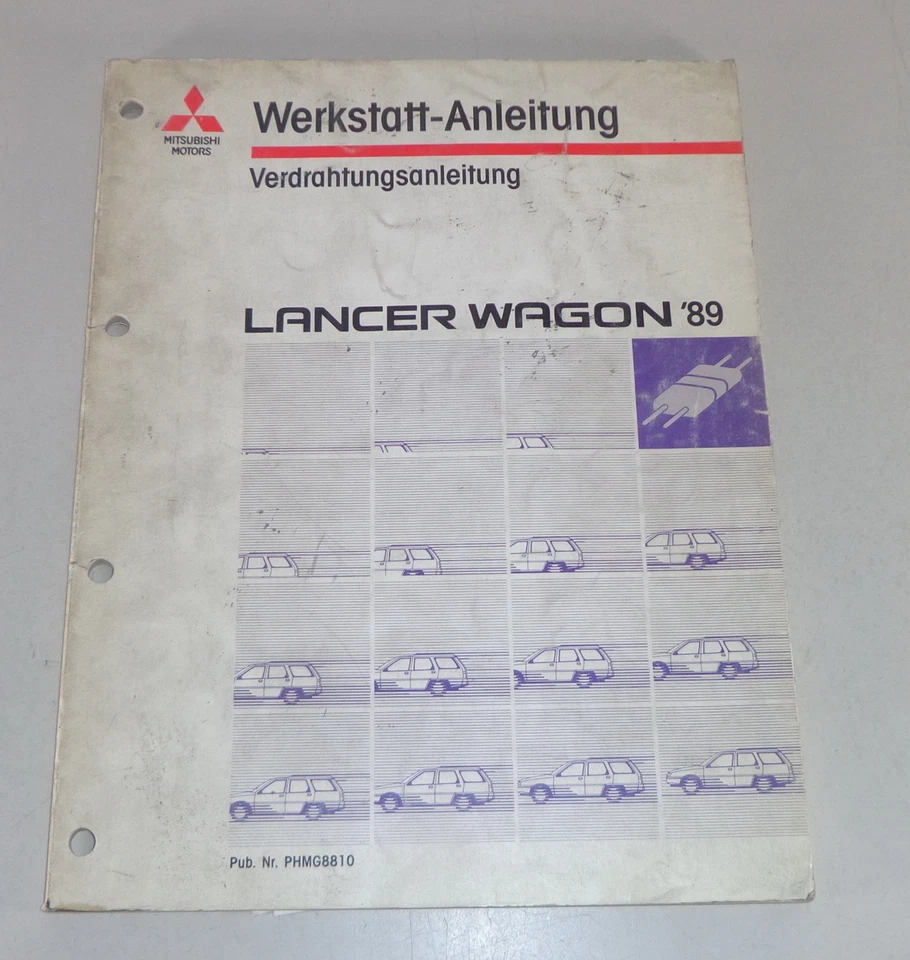 MITSUBISHI
MOTORS
Werkstatt-Anleitung
Verdrahtungsanleitung
LANCER WAGON '89
Pub. Nr. PHMG8810